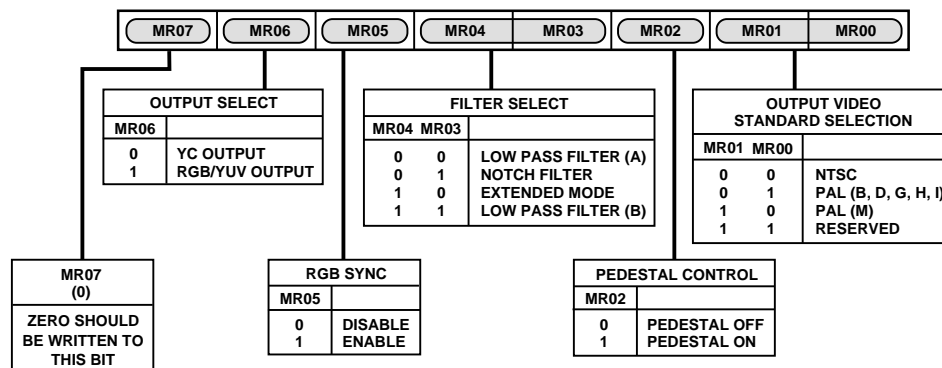 MR07 MR06 MR05 MR04 MR03 MR02 MR01 MR00
OUTPUT SELECT
MR06
0 YC OUTPUT
1 RGB/YUV OUTPUT
FILTER SELECT
MR04 MR03
0 0 LOW PASS FILTER (A)
0 1 NOTCH FILTER
1 0 EXTENDED MODE
1 1 LOW PASS FILTER (B)
OUTPUT VIDEO
STANDARD SELECTION
MR01 MR00
0 0 NTSC
0 1 PAL (B, D, G, H, I)
1 0 PAL (M)
1 1 RESERVED
MR07
(0)
ZERO SHOULD
BE WRITTEN TO
THIS BIT
RGB SYNC
MR05
0 DISABLE
1 ENABLE
PEDESTAL CONTROL
MR02
0 PEDESTAL OFF
1 PEDESTAL ON